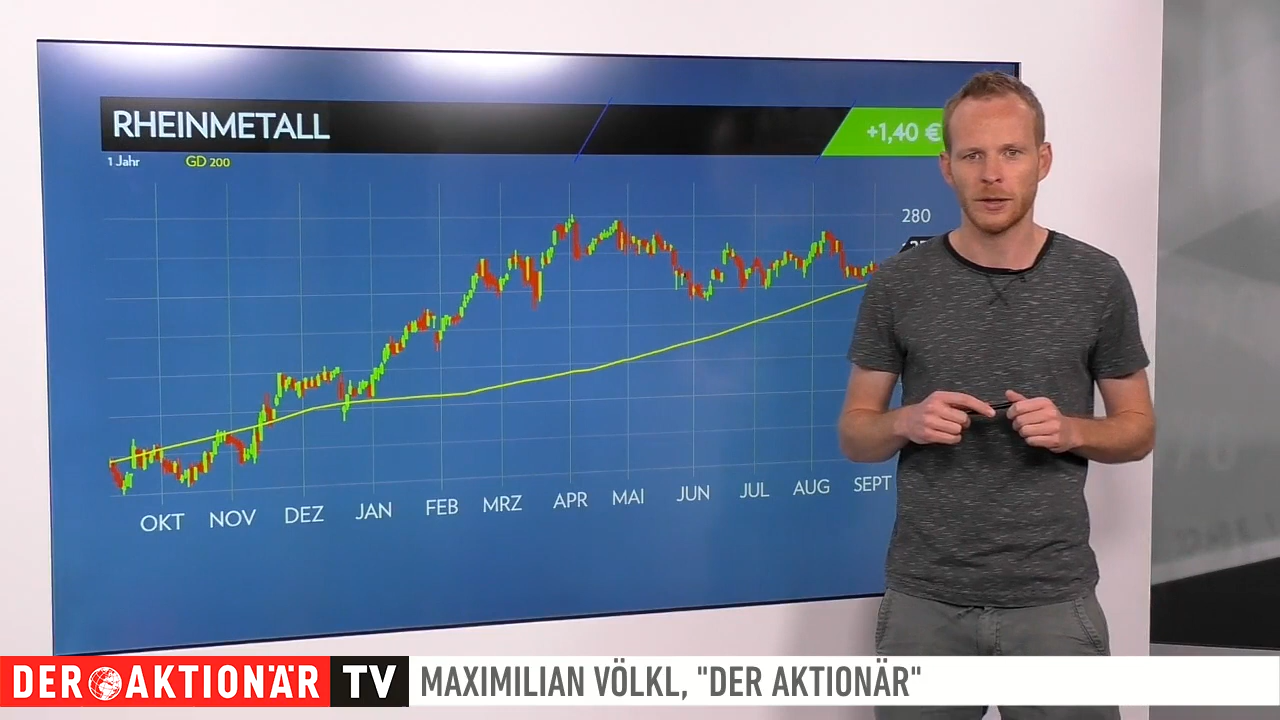 RHEINMETALL
+1,40 €
1 Jahr GD 200
280
OKT NOV DEZ JAN FEB MRZ APR MAI JUN JUL AUG SEPT
DER AKTIONÄR TV MAXIMILIAN VÖLKL, "DER AKTIONÄR"